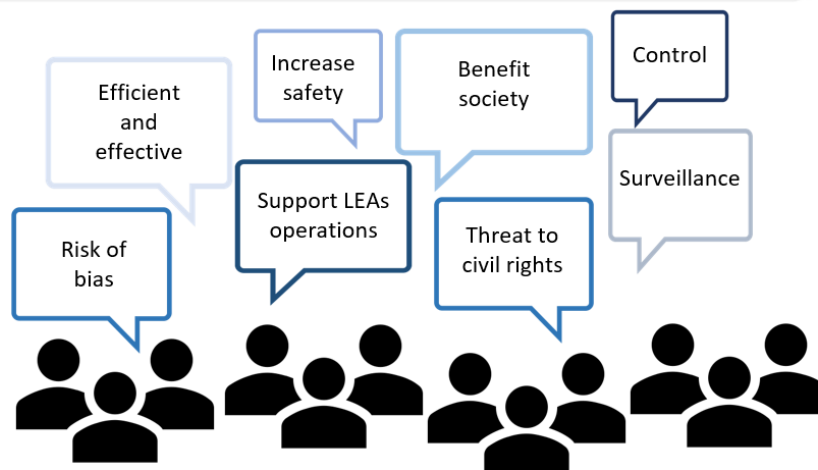 Efficient
and
effective
Increase
safety
Benefit
society
Control
Risk of
bias
Support LEAs
operations
Threat to
civil rights
Surveillance